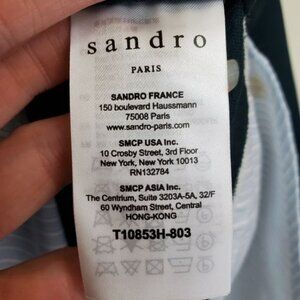 sandro
PARIS
SANDRO FRANCE
150 boulevard Haussmann
75008 Paris
www.sandro-paris.com
SMCP USA Inc.
10 Crosby Street, 3rd Floor
New York, New York 10013
RN132784
SMCP ASIA Inc.
The Centrium, Suite 3203A-5A, 32/F
60 Wyndham Street, Central
HONG-KONG
T10853H-803